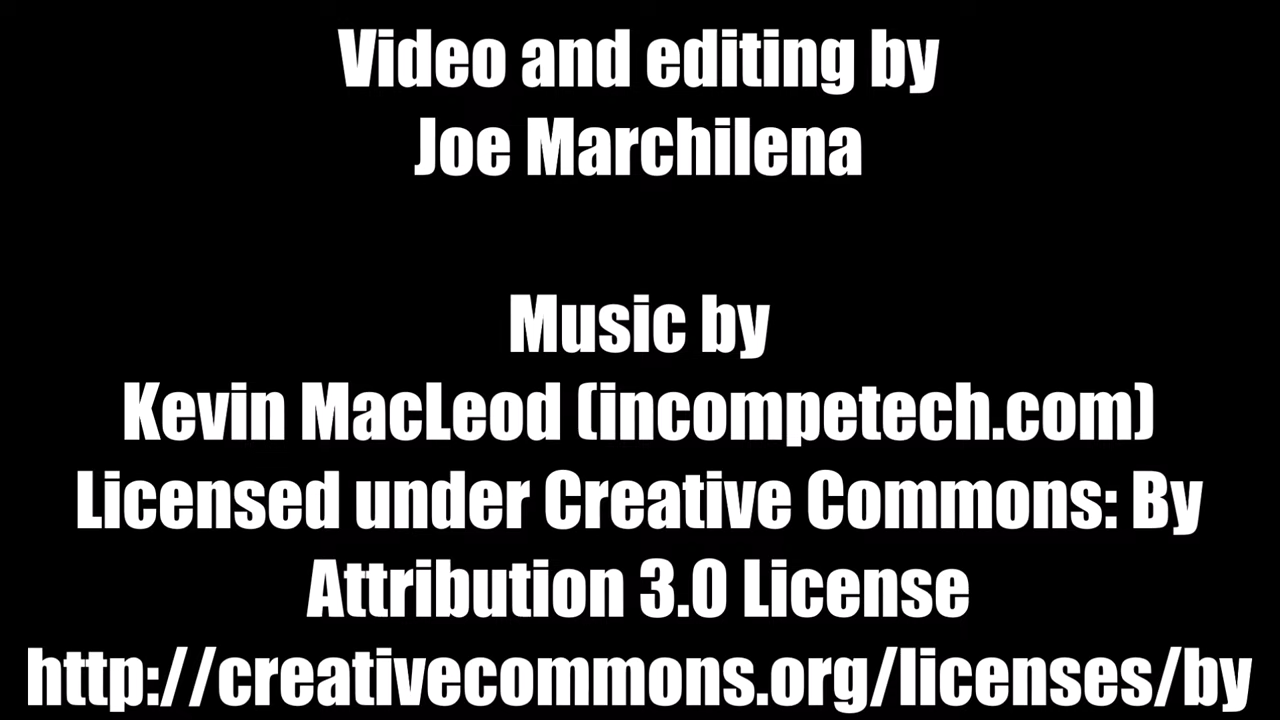 Video and editing by
Joe Marchilena
Music by
Kevin MacLeod (incompetech.com)
Licensed under Creative Commons: By
Attribution 3.0 License
http://creativecommons.org/licenses/by